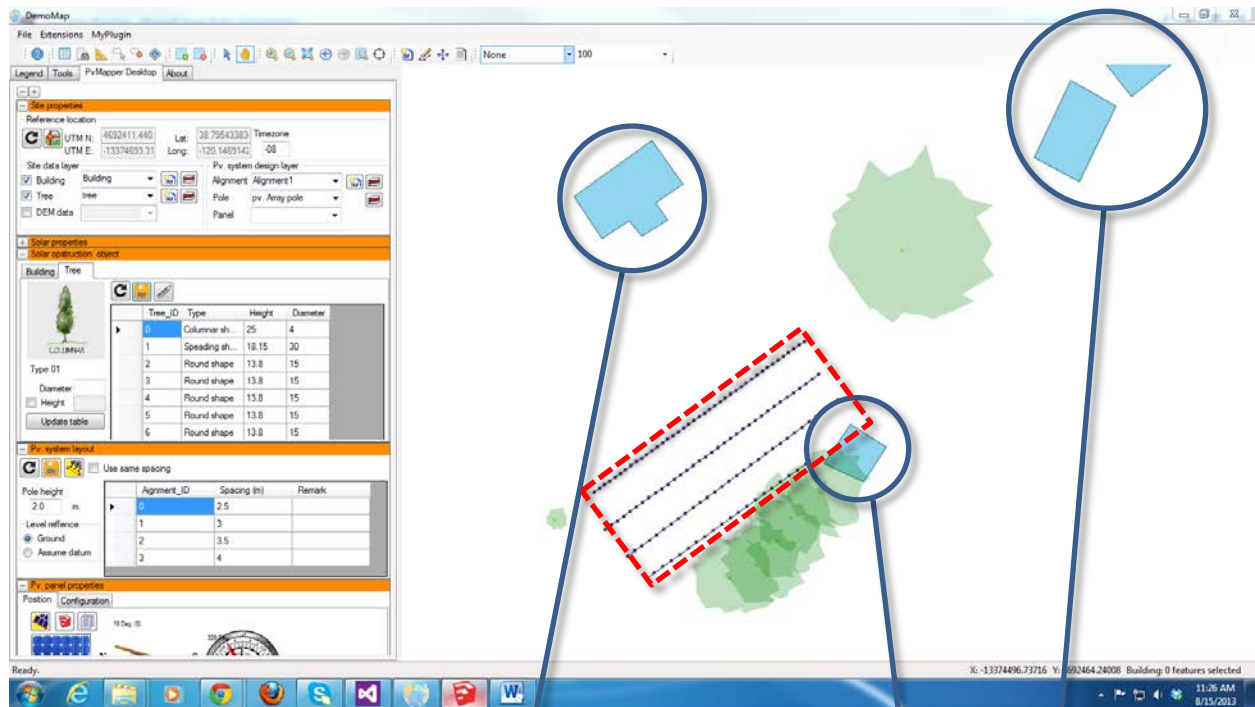 DemoMap
File Extensions MyPlugin
None 100
Legend Tools PvMapper Desktop About
Site properties
Reference location
UTM N: 4692411.440 Lat: 38.79543383 Timezone
UTM E: -13374693.31 Long: -120.1469142 -08
Site data layer Pv. system design layer
Building Building Alignment Alignment1
Tree tree Pole pv. Array pole
DEM data Panel
Solar properties
Solar opstruction object
Building Tree
Tree_ID Type Height Diameter
0 Columnar sh... 25 4
1 Speading sh... 18.15 30
2 Round shape 13.8 15
3 Round shape 13.8 15
4 Round shape 13.8 15
5 Round shape 13.8 15
6 Round shape 13.8 15
COLUMNAR
Type 01
Diameter
Height
Update table
Pv. system layout
Use same spacing
Pole height
2.0 m.
Level reffence
Ground
Assume datum
Alignment_ID Spacing (m) Remark
0 2.5
1 3
2 3.5
3 4
Pv. panel properties
Position Configuration
Ready.
X: -13374496.73716 Y: 4692464.24008 Building: 0 features selected
11:26 AM
8/15/2013